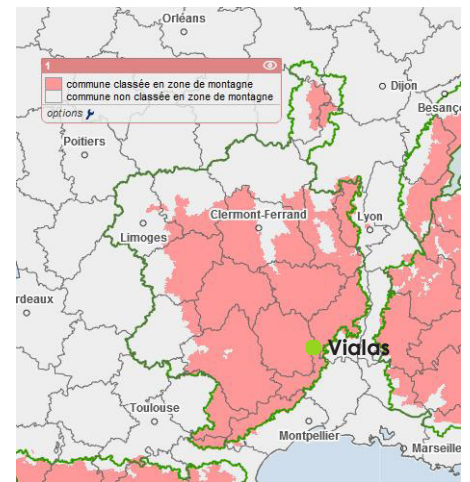 Orléans
1
commune classée en zone de montagne
commune non classée en zone de montagne
options
Dijon
Besanço
Poitiers
Clermont-Ferrand
Lyon
Limoges
rdeaux
Vialas
Toulouse
Montpellier
Marseille